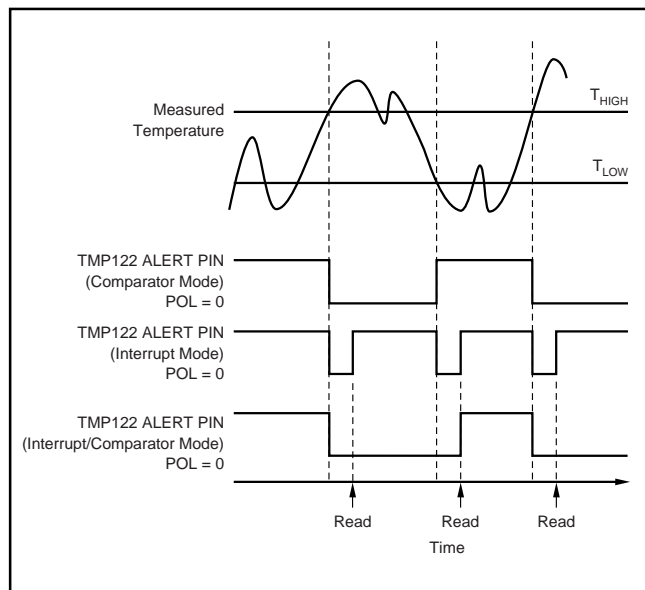 Measured
Temperature
T_HIGH
T_LOW
TMP122 ALERT PIN
(Comparator Mode)
POL = 0
TMP122 ALERT PIN
(Interrupt Mode)
POL = 0
TMP122 ALERT PIN
(Interrupt/Comparator Mode)
POL = 0
Read Read Read
Time